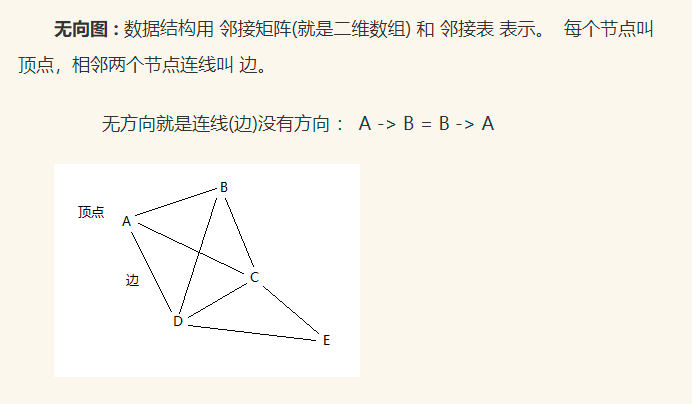 无向图 : 数据结构用 邻接矩阵(就是二维数组) 和 邻接表 表示。 每个节点叫
顶点，相邻两个节点连线叫 边。
无方向就是连线(边)没有方向： A -> B = B -> A
B
顶点
A
C
边
D
E